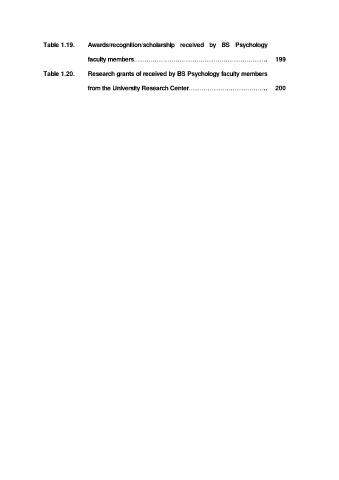 Table 1.19. Awards/recognition/scholarship received by BS Psychology
faculty members……………………………………………………….. 199
Table 1.20. Research grants of received by BS Psychology faculty members
from the University Research Center……………………………….. 200